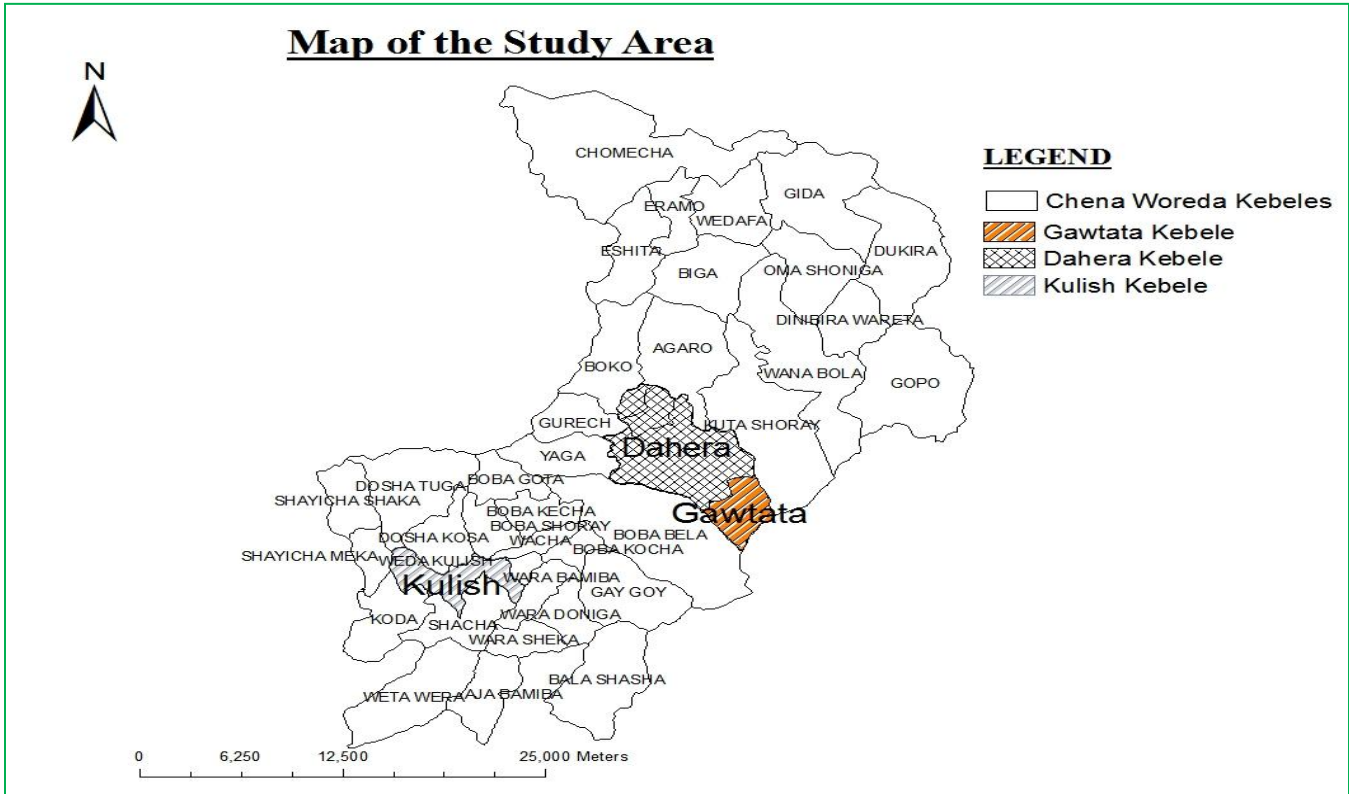 Map of the Study Area
N
LEGEND
Chena Woreda Kebeles
Gawtata Kebele
Dahera Kebele
Kulish Kebele
CHOMECHA
GIDA
ERAMO
WEDAFA
ESHITA
DUKIRA
BIGA
OMA SHONIGA
DINIBIRA WARETA
AGARO
BOKO
WANA BOLA
GOPO
GURECH
KUTA SHORAY
Dahera
YAGA
BOBA GOTA
DOSHA TUGA
SHAYICHA SHAKA
BOBA KECHA
Gawtata
BOBA SHORAY
DOSHA KOSA
WACHA
BOBA BELA
BOBA KOCHA
SHAYICHA MEKA
WEDA KULISH
WARA BAMIBA
Kulish
GAY GOY
WARA DONIGA
KODA
SHACHA
WARA SHEKA
BALA SHASHA
WETA WERA
AJA BAMIBA
0 6,250 12,500 25,000 Meters